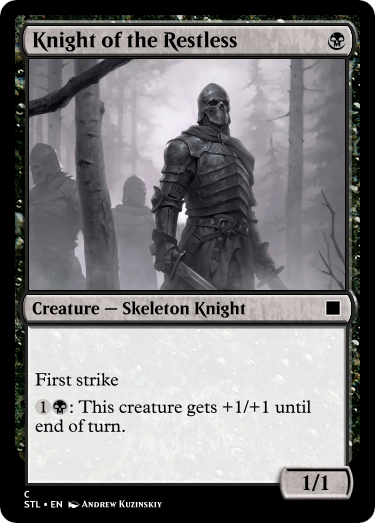 Knight of the Restless
Creature — Skeleton Knight
First strike
1: This creature gets +1/+1 until
end of turn.
1/1
C
STL • EN Andrew Kuzinskiy